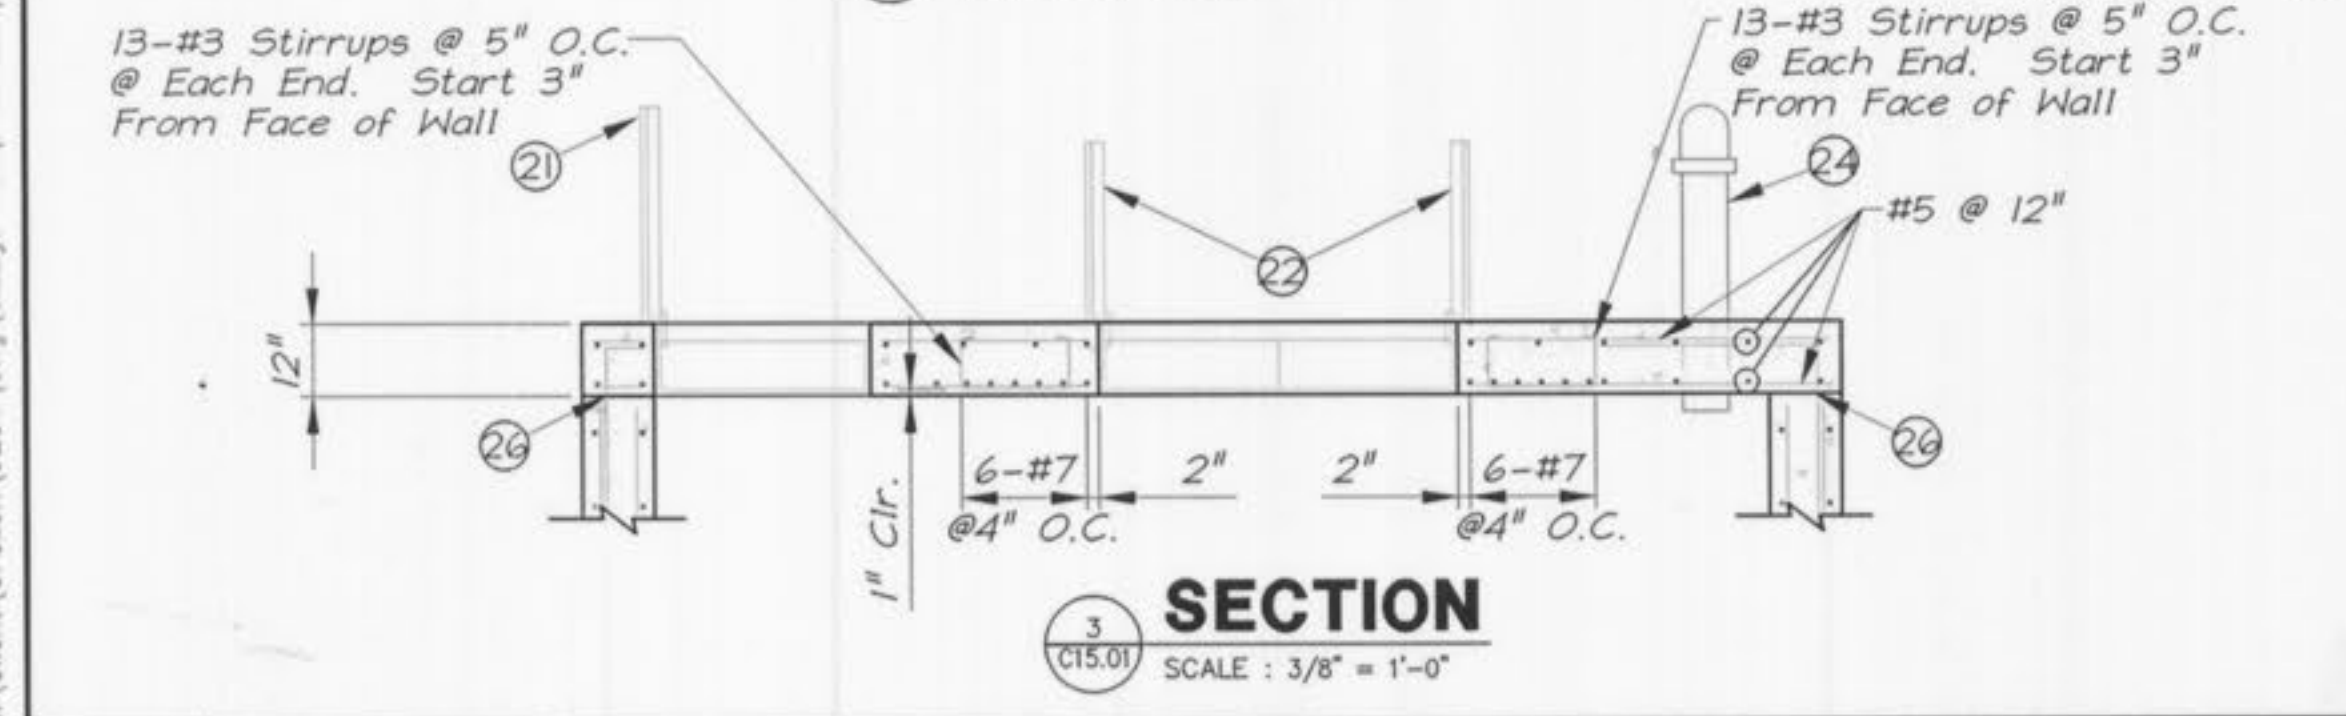 13-#3 Stirrups @ 5" O.C.
@ Each End. Start 3"
From Face of Wall
13-#3 Stirrups @ 5" O.C.
@ Each End. Start 3"
From Face of Wall
21
24
#5 @ 12"
22
12"
26
26
6-#7
@4" O.C.
2"
2"
6-#7
@4" O.C.
1" Clr.
3
C15.01
SECTION
SCALE : 3/8" = 1'-0"